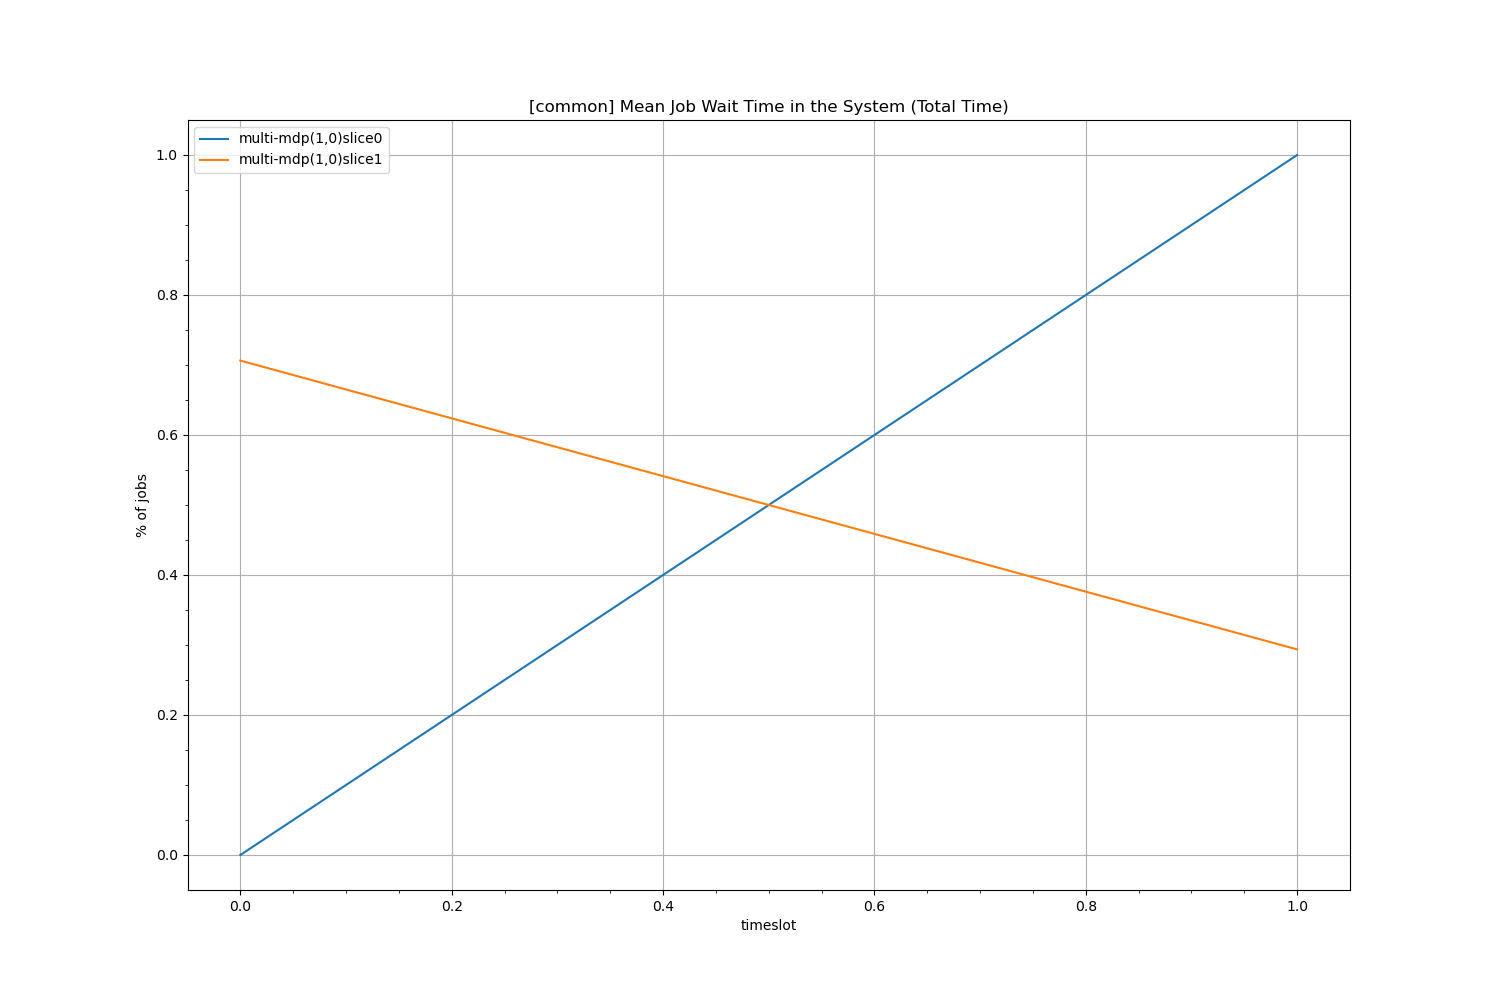 [common] Mean Job Wait Time in the System (Total Time)
multi-mdp(1,0)slice0
multi-mdp(1,0)slice1
1.0
0.8
0.6
0.4
0.2
0.0
% of jobs
0.0 0.2 0.4 0.6 0.8 1.0
timeslot